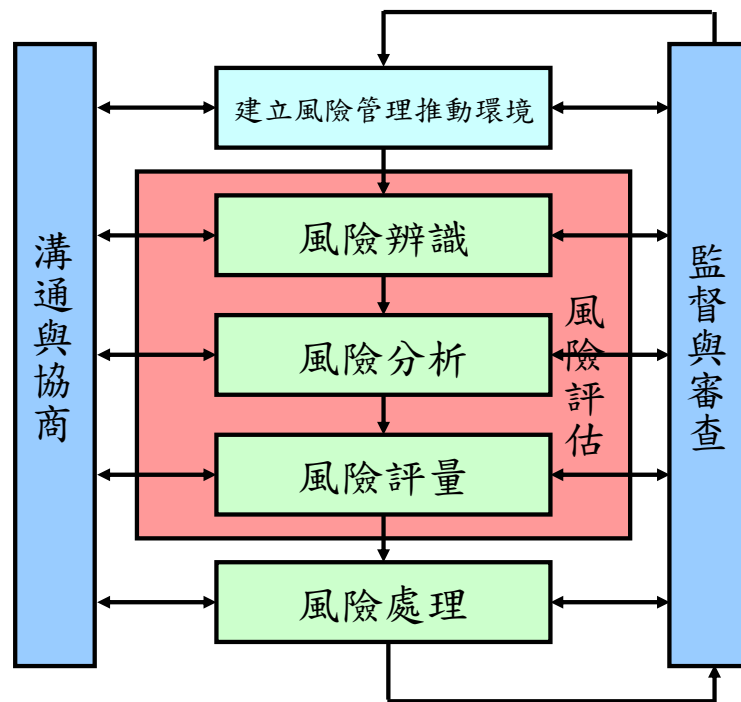 建立風險管理推動環境
溝通與協商
風險辨識
風險分析
風險評量
風險評估
風險處理
監督與審查